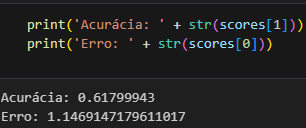 print('Acurácia: ' + str(scores[1]))
print('Erro: ' + str(scores[0]))
Acurácia: 0.61799943
Erro: 1.1469147179611017